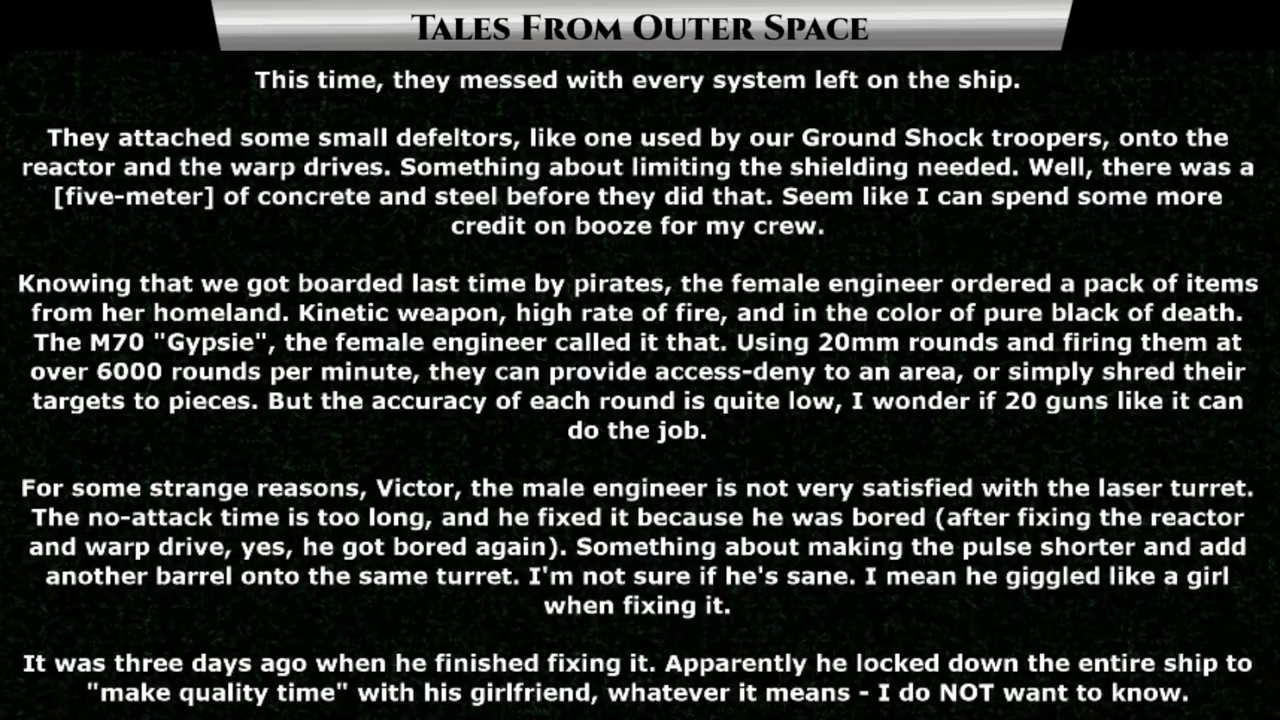 Tales From Outer Space
This time, they messed with every system left on the ship.
They attached some small defeltors, like one used by our Ground Shock troopers, onto the
reactor and the warp drives. Something about limiting the shielding needed. Well, there was a
[five-meter] of concrete and steel before they did that. Seem like I can spend some more
credit on booze for my crew.
Knowing that we got boarded last time by pirates, the female engineer ordered a pack of items
from her homeland. Kinetic weapon, high rate of fire, and in the color of pure black of death.
The M70 "Gypsie", the female engineer called it that. Using 20mm rounds and firing them at
over 6000 rounds per minute, they can provide access-deny to an area, or simply shred their
targets to pieces. But the accuracy of each round is quite low, I wonder if 20 guns like it can
do the job.
For some strange reasons, Victor, the male engineer is not very satisfied with the laser turret.
The no-attack time is too long, and he fixed it because he was bored (after fixing the reactor
and warp drive, yes, he got bored again). Something about making the pulse shorter and add
another barrel onto the same turret. I'm not sure if he's sane. I mean he giggled like a girl
when fixing it.
It was three days ago when he finished fixing it. Apparently he locked down the entire ship to
"make quality time" with his girlfriend, whatever it means - I do NOT want to know.